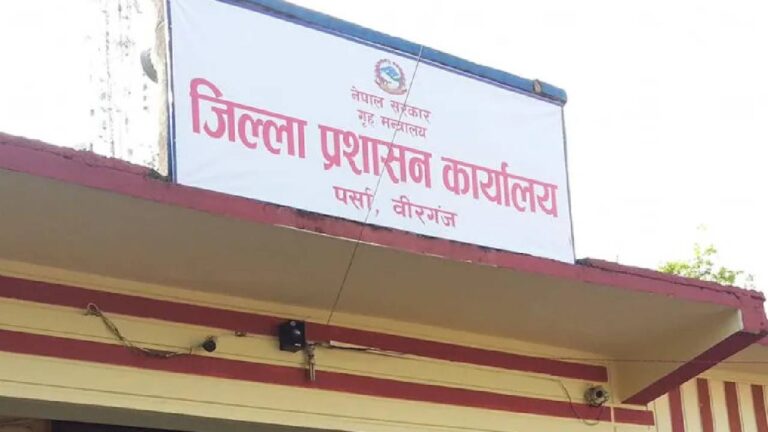 नेपाल सरकार
गृह मन्त्रालय
जिल्ला प्रशासन कार्यालय
पर्सा, वीरगंज